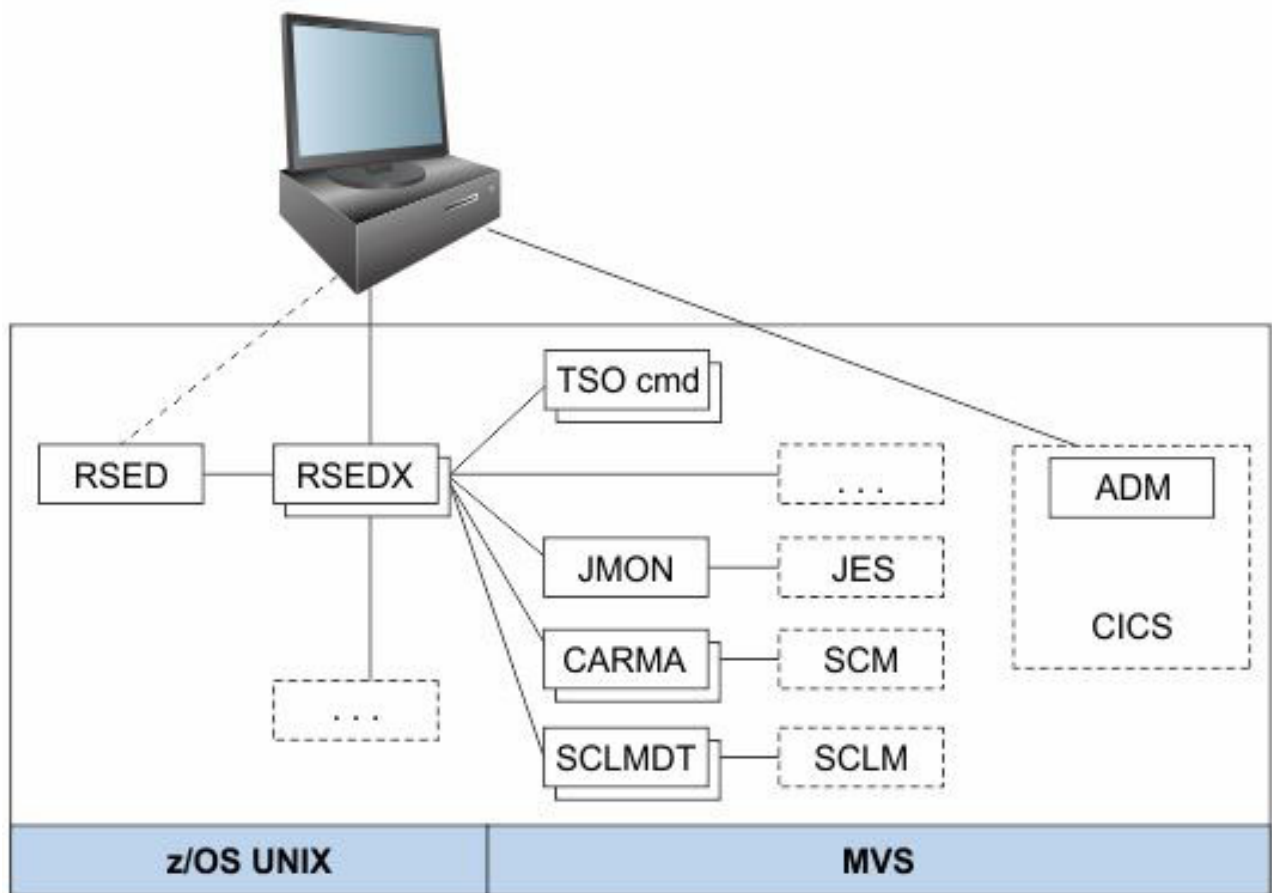 TSO cmd
RSED
RSEDX
. . .
ADM
JMON
JES
CICS
CARMA
SCM
. . .
SCLMDT
SCLM
z/OS UNIX
MVS